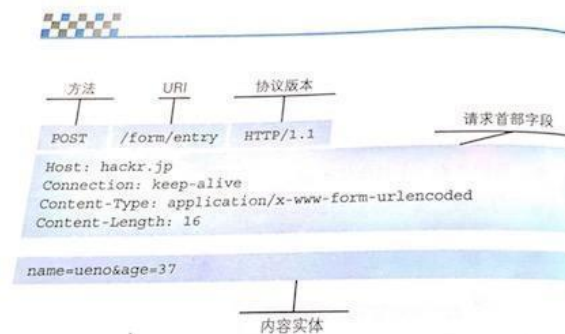 方法 URI 协议版本
请求首部字段
POST /form/entry HTTP/1.1
Host: hackr.jp
Connection: keep-alive
Content-Type: application/x-www-form-urlencoded
Content-Length: 16
name=ueno&age=37
内容实体